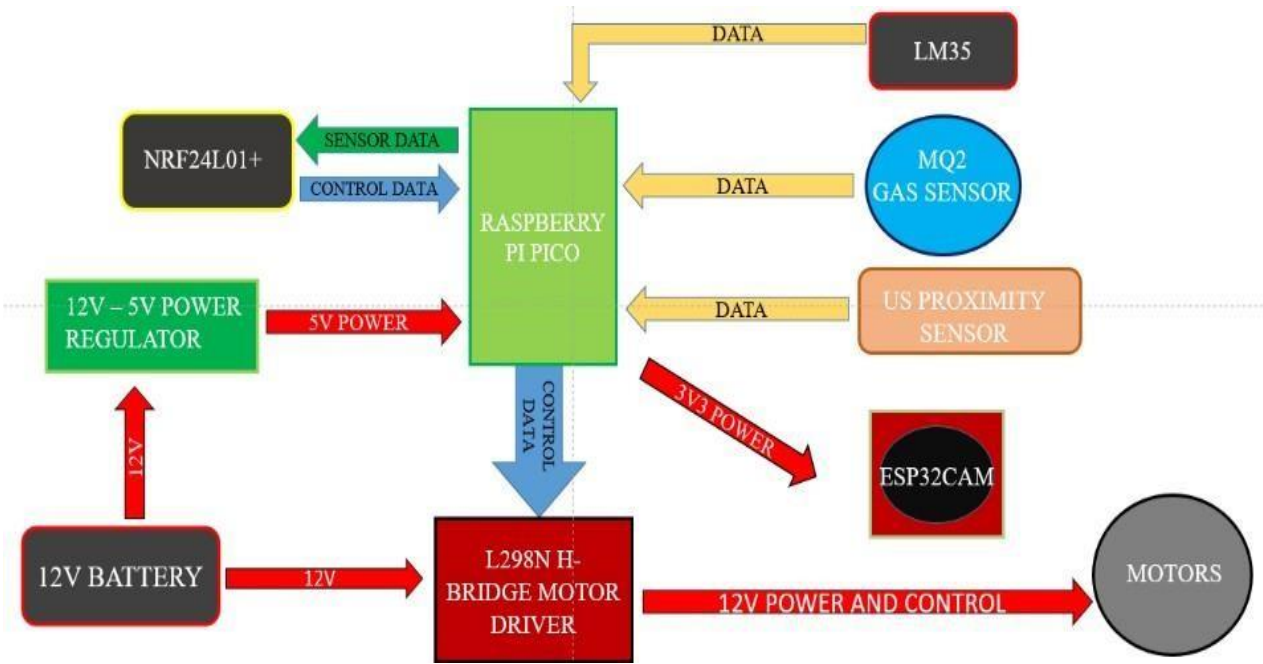 DATA
LM35
NRF24L01+
SENSOR DATA
CONTROL DATA
RASPBERRY
PI PICO
DATA
MQ2
GAS SENSOR
12V – 5V POWER
REGULATOR
5V POWER
DATA
US PROXIMITY
SENSOR
12V
CONTROL
DATA
3V3 POWER
ESP32CAM
12V BATTERY
12V
L298N H-
BRIDGE MOTOR
DRIVER
12V POWER AND CONTROL
MOTORS